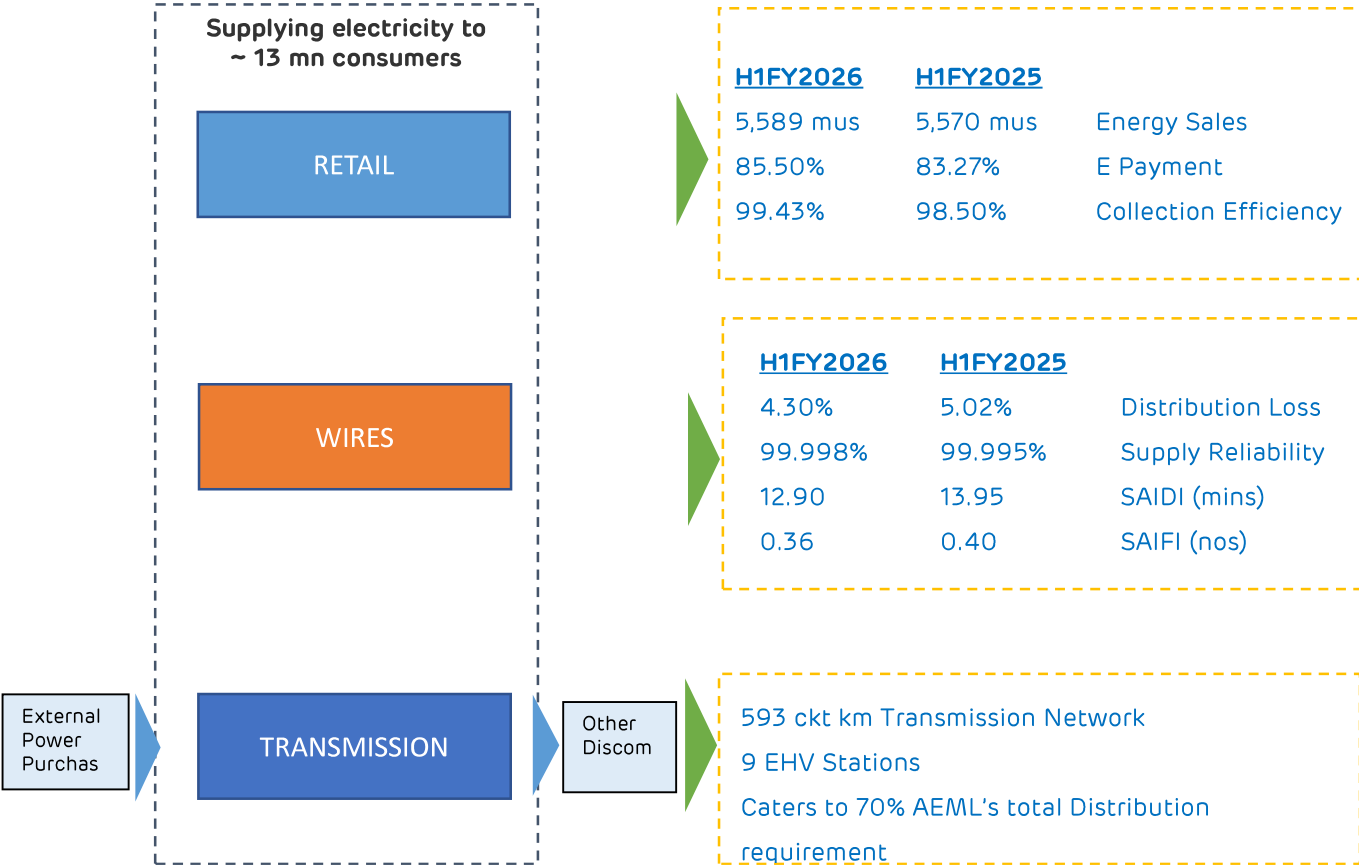 Supplying electricity to
~ 13 mn consumers
RETAIL
H1FY2026 H1FY2025
5,589 mus 5,570 mus Energy Sales
85.50% 83.27% E Payment
99.43% 98.50% Collection Efficiency
WIRES
H1FY2026 H1FY2025
4.30% 5.02% Distribution Loss
99.998% 99.995% Supply Reliability
12.90 13.95 SAIDI (mins)
0.36 0.40 SAIFI (nos)
External
Power
Purchas
TRANSMISSION
Other
Discom
593 ckt km Transmission Network
9 EHV Stations
Caters to 70% AEML's total Distribution
requirement